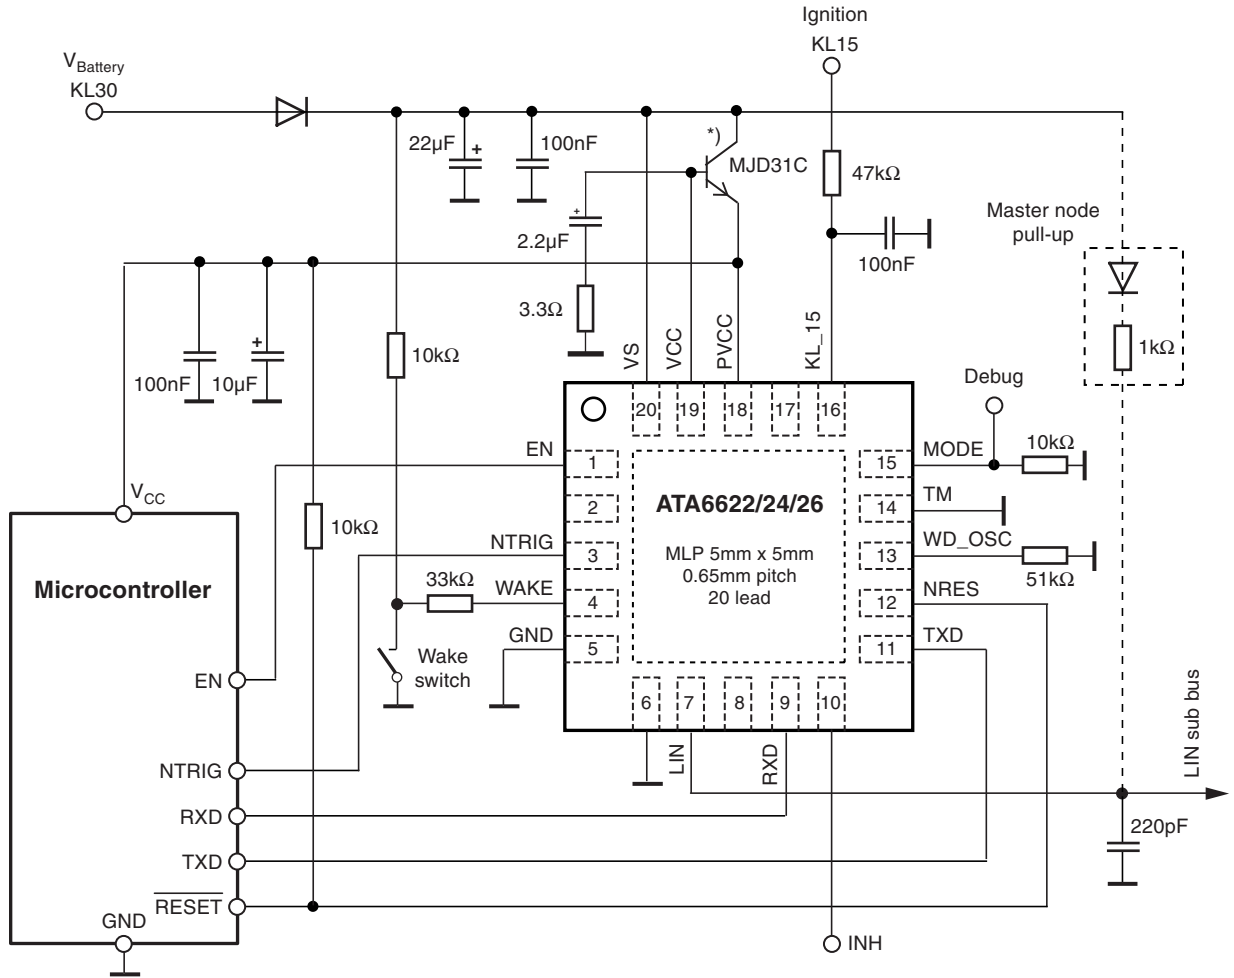 Ignition
KL15
VBattery
KL30
22µF
+
100nF
*)
MJD31C
47kΩ
Master node
pull-up
+
2.2µF
100nF
3.3Ω
1kΩ
100nF
10µF
+
10kΩ
VS
VCC
PVCC
KL_15
Debug
20
19
18
17
16
EN
1
15
MODE
10kΩ
VCC
2
ATA6622/24/26
14
TM
10kΩ
NTRIG
3
MLP 5mm x 5mm
0.65mm pitch
20 lead
13
WD_OSC
51kΩ
Microcontroller
33kΩ
WAKE
4
12
NRES
GND
5
11
TXD
Wake
switch
EN
6
7
8
9
10
LIN
RXD
LIN sub bus
NTRIG
RXD
220pF
TXD
RESET
GND
INH